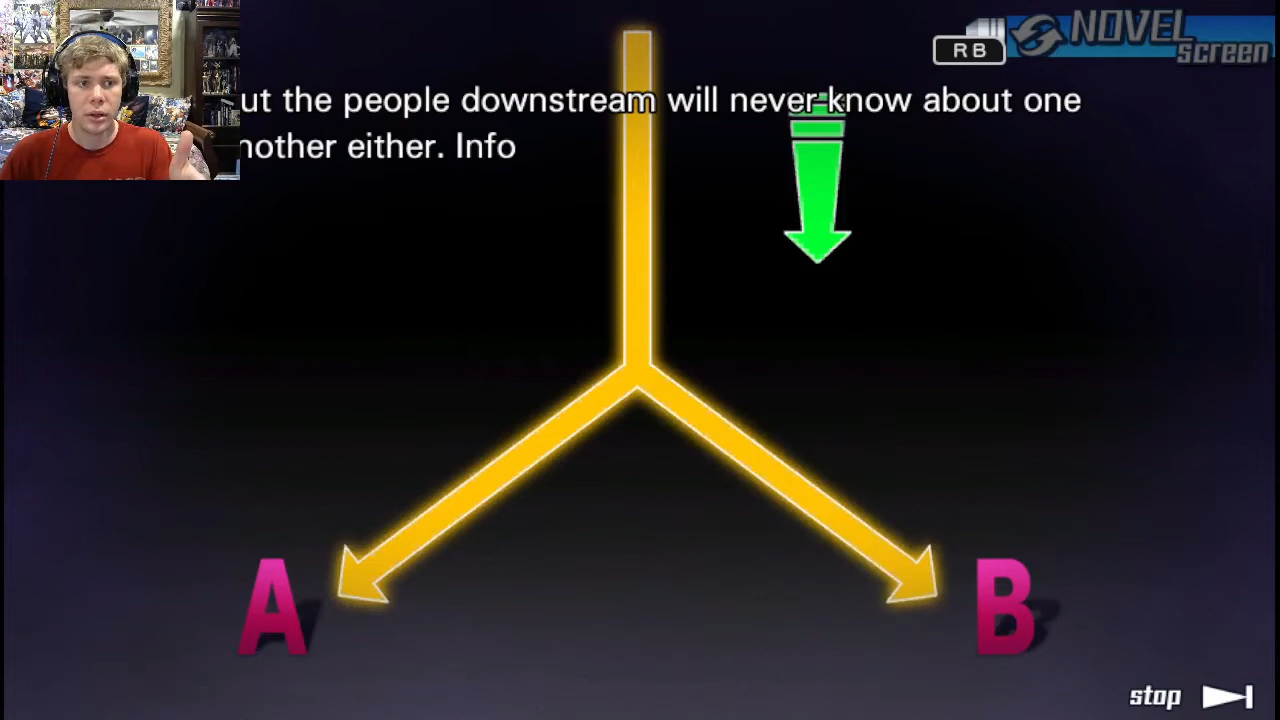 RB NOVEL
Screen
ut the people downstream will never know about one
nother either. Info
A B
stop